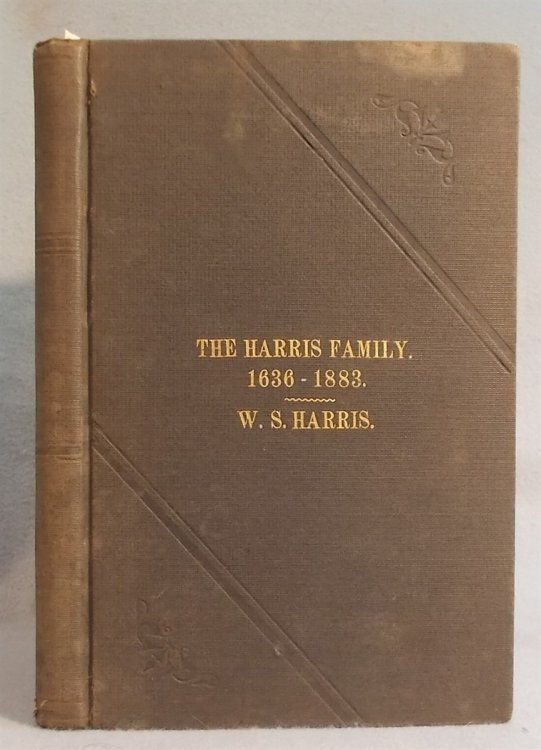 THE HARRIS FAMILY.
1636 - 1883.
W. S. HARRIS.